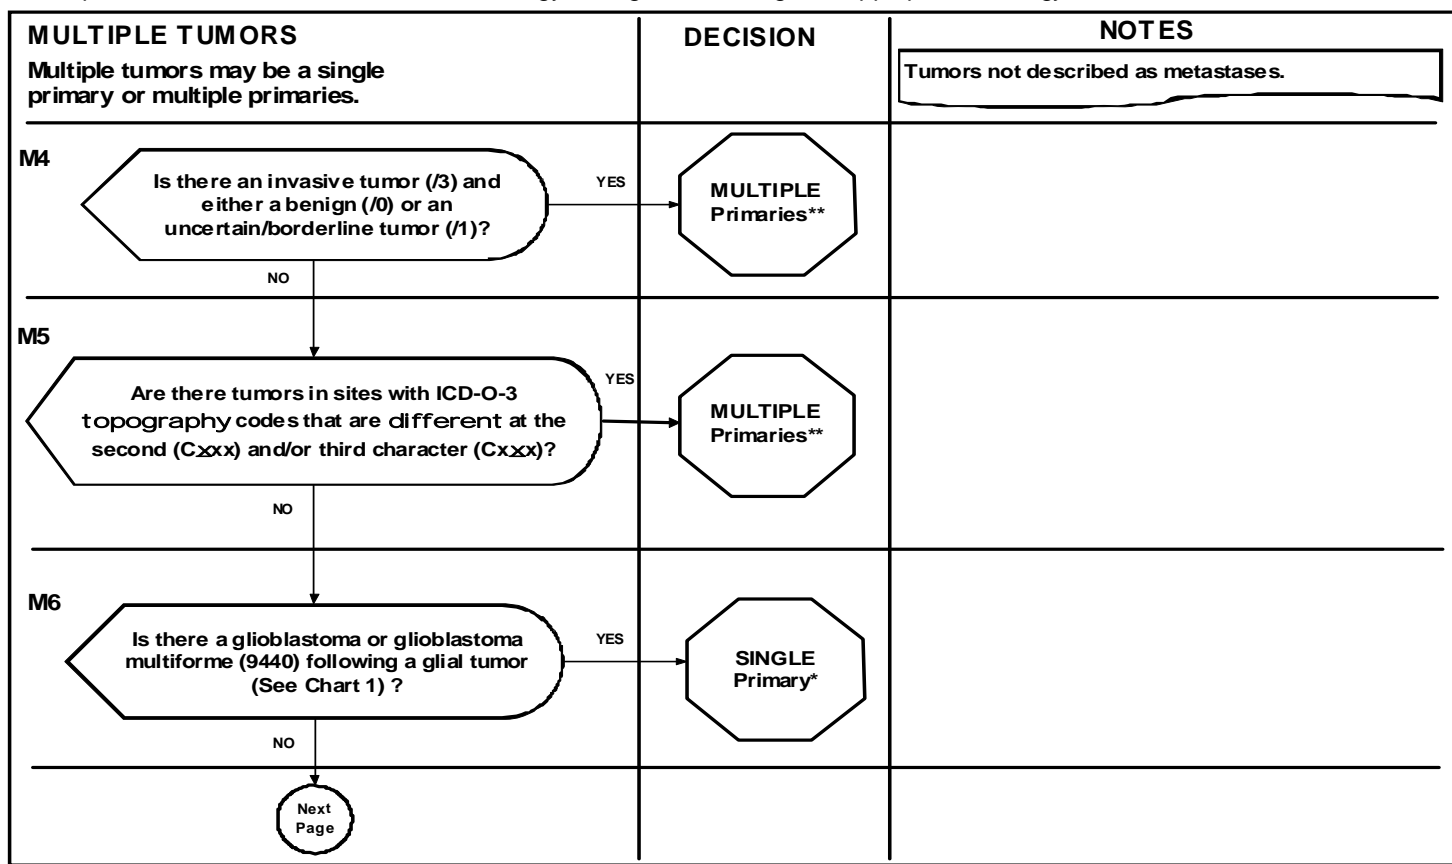 MULTIPLE TUMORS
Multiple tumors may be a single
primary or multiple primaries.
DECISION
NOTES
Tumors not described as metastases.
M4
Is there an invasive tumor (/3) and
either a benign (/0) or an
uncertain/borderline tumor (/1)?
YES
MULTIPLE
Primaries**
NO
M5
Are there tumors in sites with ICD-O-3
topography codes that are different at the
second (Cxxx) and/or third character (Cxxx)?
YES
MULTIPLE
Primaries**
NO
M6
Is there a glioblastoma or glioblastoma
multiforme (9440) following a glial tumor
(See Chart 1) ?
YES
SINGLE
Primary*
NO
Next
Page